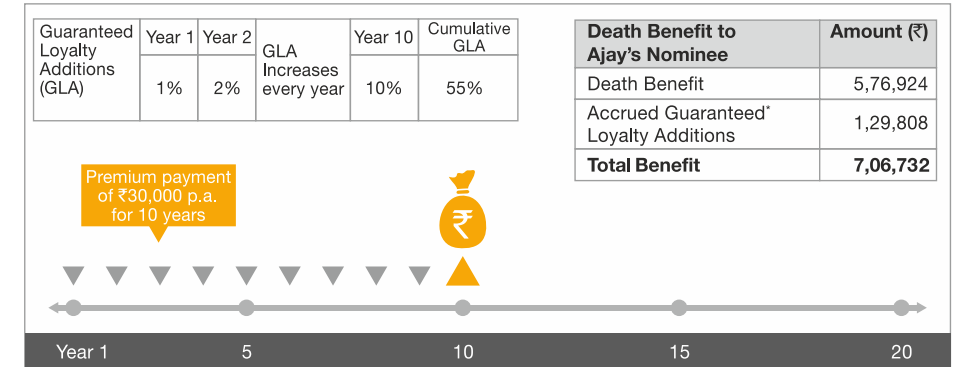 Guaranteed
Loyalty
Additions
(GLA)
Year 1 Year 2
GLA
Increases
every year
Year 10
Cumulative
GLA
1% 2% 10% 55%
Death Benefit to
Ajay's Nominee
Amount (₹)
Death Benefit 5,76,924
Accrued Guaranteed*
Loyalty Additions
1,29,808
Total Benefit 7,06,732
Premium payment
of ₹30,000 p.a.
for 10 years
₹
Year 1 5 10 15 20